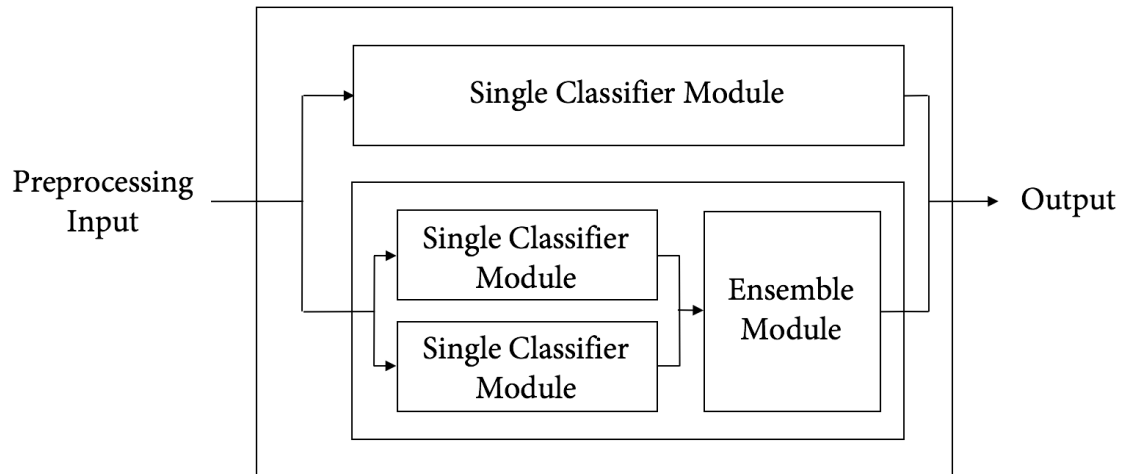 Single Classifier Module
Preprocessing
Input
Output
Single Classifier
Module
Ensemble
Module
Single Classifier
Module